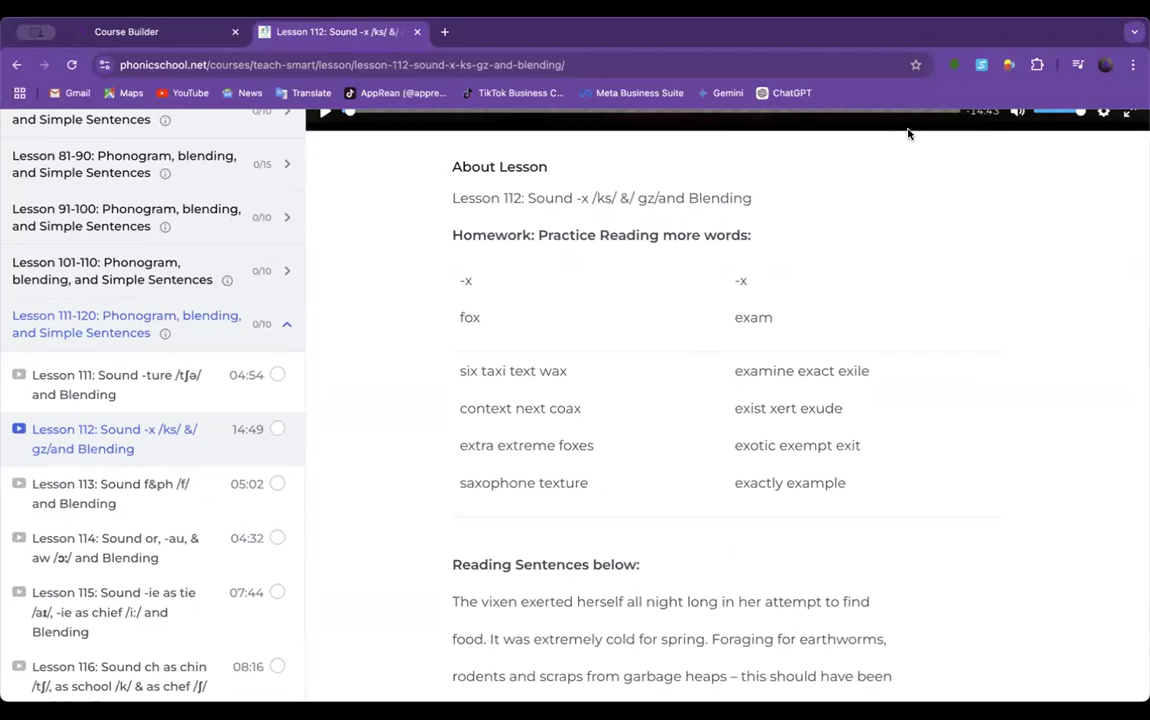 Course Builder
Lesson 112: Sound -x /ks/ &/
phonicschool.net/courses/teach-smart/lesson/lesson-112-sound-x-ks-gz-and-blending/
Gmail
Maps
YouTube
News
Translate
AppRean (@appre...
TikTok Business C...
Meta Business Suite
Gemini
ChatGPT
-14:43
and Simple Sentences
0/10
Lesson 81-90: Phonogram, blending,
and Simple Sentences
0/15
Lesson 91-100: Phonogram, blending,
and Simple Sentences
0/10
Lesson 101-110: Phonogram,
blending, and Simple Sentences
0/10
Lesson 111-120: Phonogram, blending,
and Simple Sentences
0/10
Lesson 111: Sound -ture /tʃə/
and Blending
04:54
Lesson 112: Sound -x /ks/ &/
gz/and Blending
14:49
Lesson 113: Sound f&ph /f/
and Blending
05:02
Lesson 114: Sound or, -au, &
aw /ɔ:/ and Blending
04:32
Lesson 115: Sound -ie as tie
/aɪ/, -ie as chief /i:/ and
Blending
07:44
Lesson 116: Sound ch as chin
/tʃ/, as school /k/ & as chef /ʃ/
08:16
About Lesson
Lesson 112: Sound -x /ks/ &/ gz/and Blending
Homework: Practice Reading more words:
-x -x
fox exam
six taxi text wax examine exact exile
context next coax exist xert exude
extra extreme foxes exotic exempt exit
saxophone texture exactly example
Reading Sentences below:
The vixen exerted herself all night long in her attempt to find
food. It was extremely cold for spring. Foraging for earthworms,
rodents and scraps from garbage heaps – this should have been